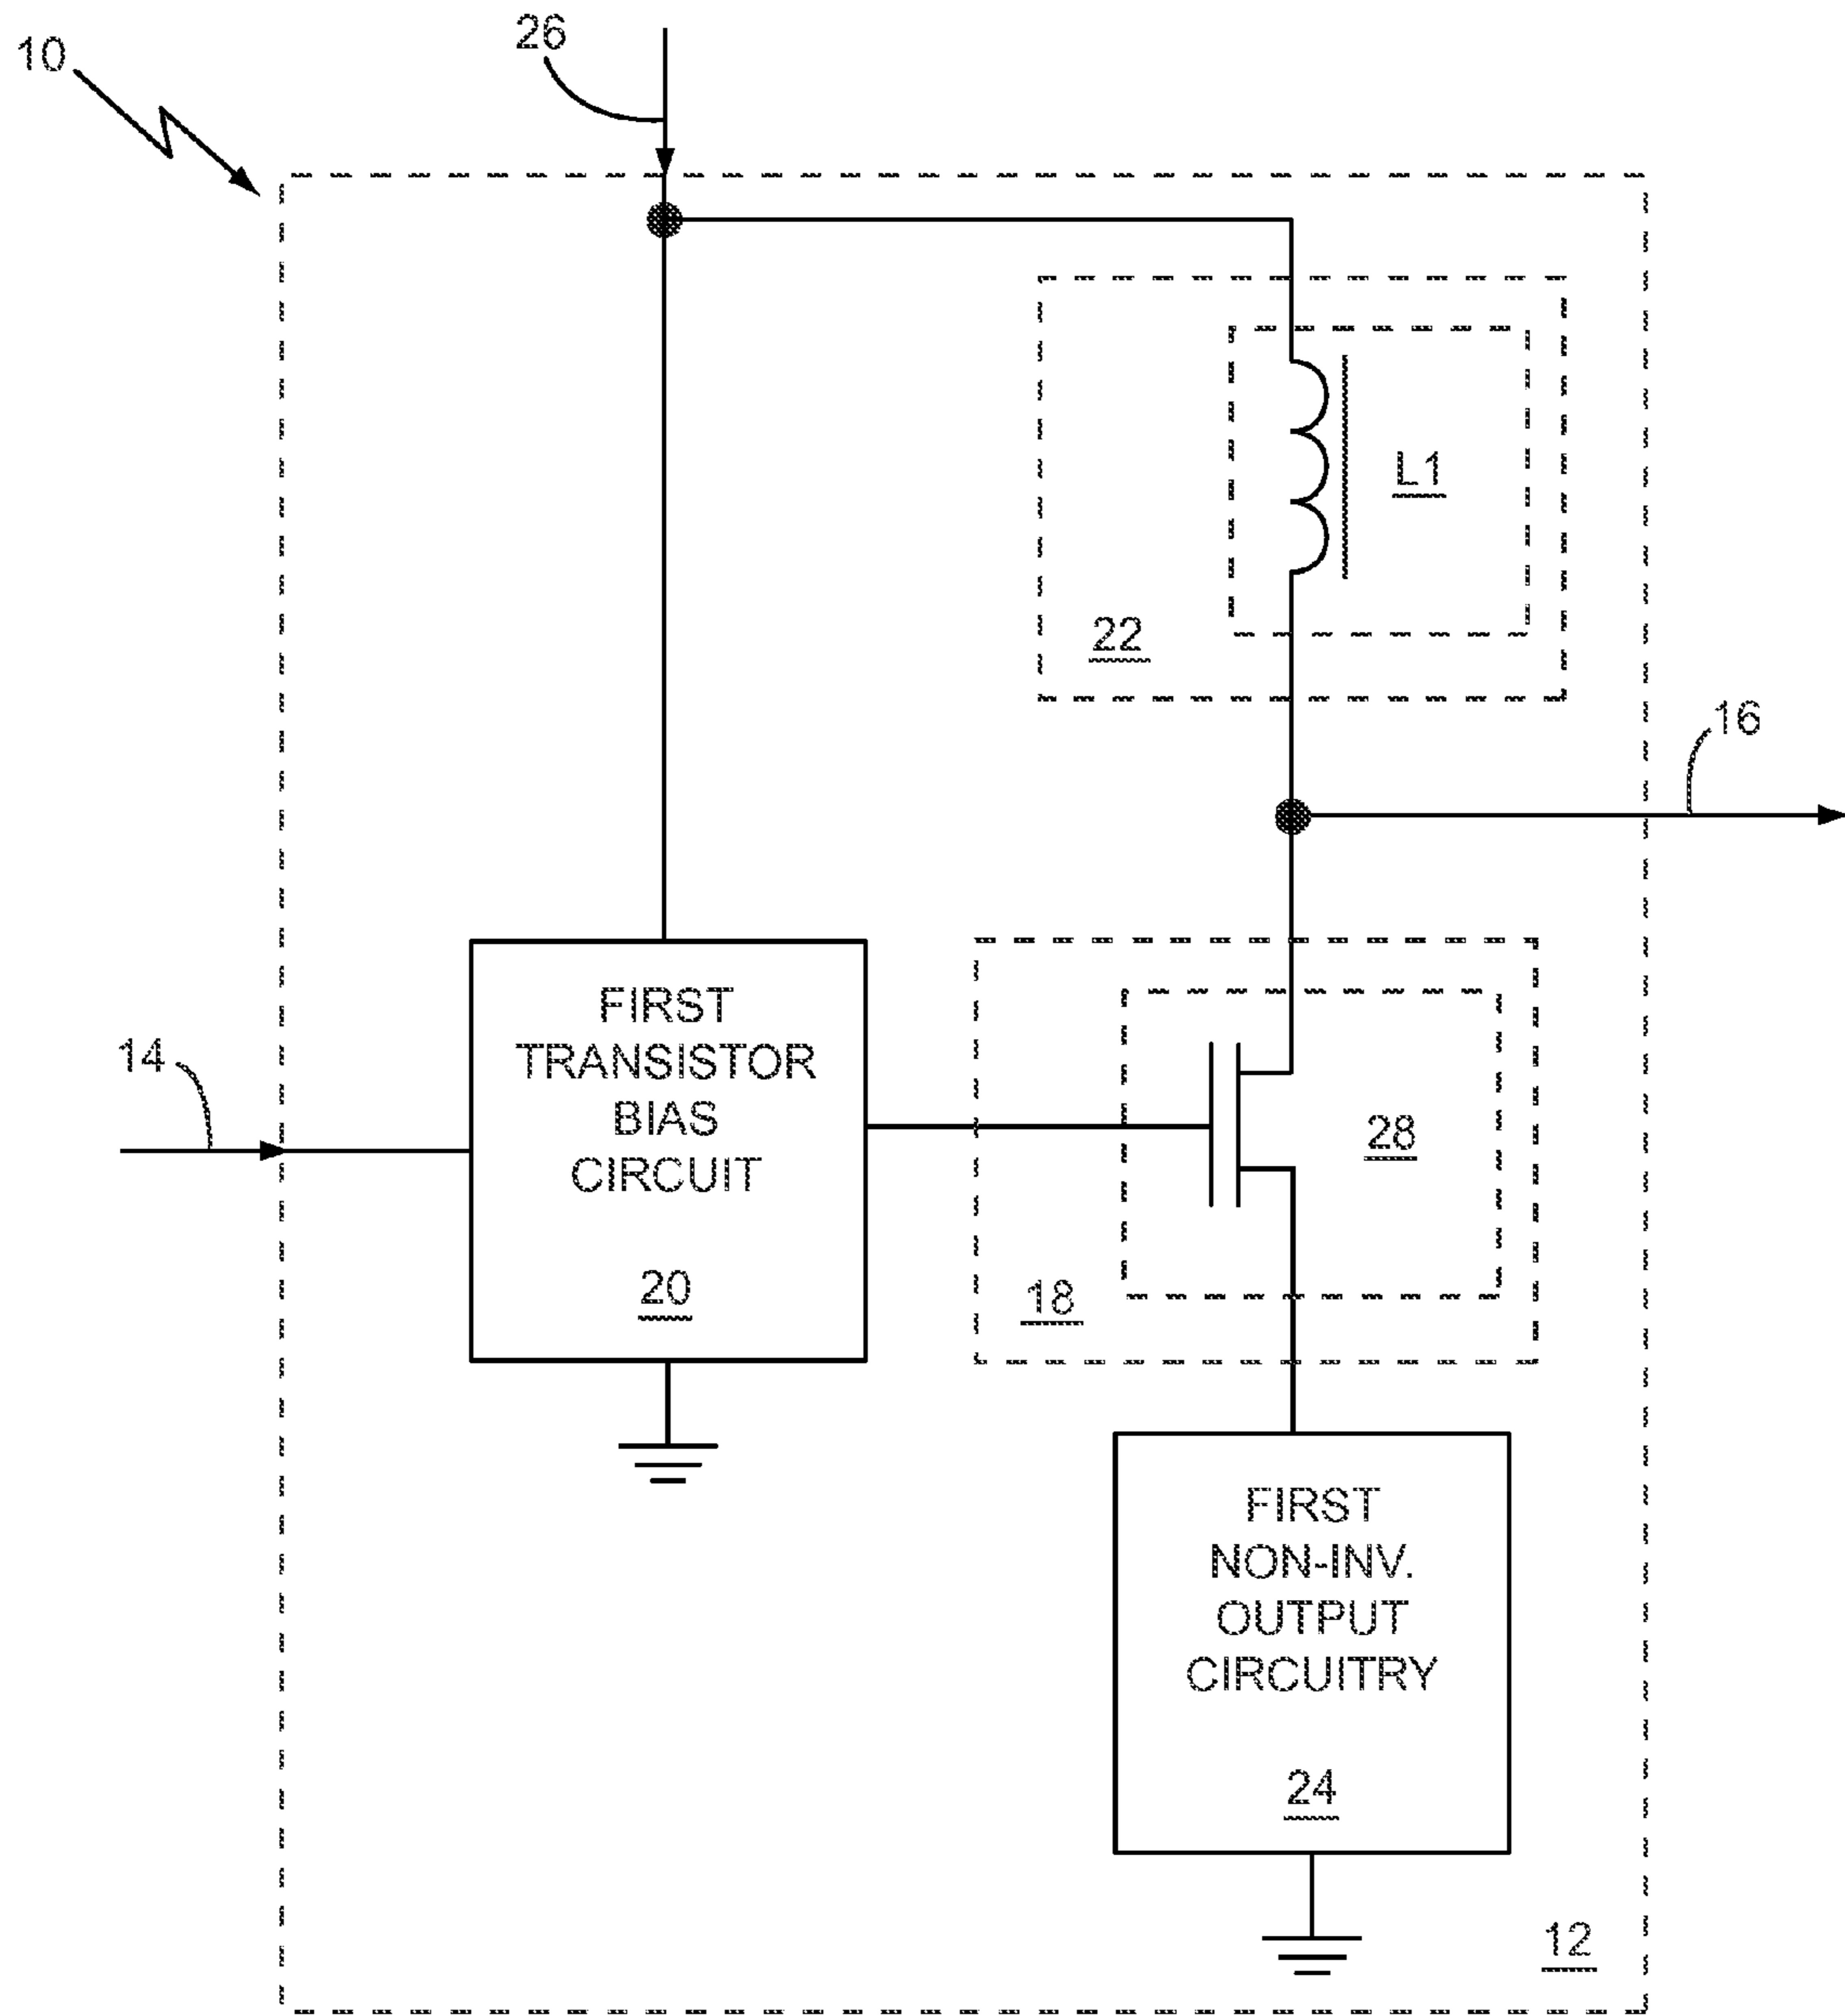 10
26
L1
22
16
14
FIRST
TRANSISTOR
BIAS
CIRCUIT
20
28
18
FIRST
NON-INV.
OUTPUT
CIRCUITRY
24
12